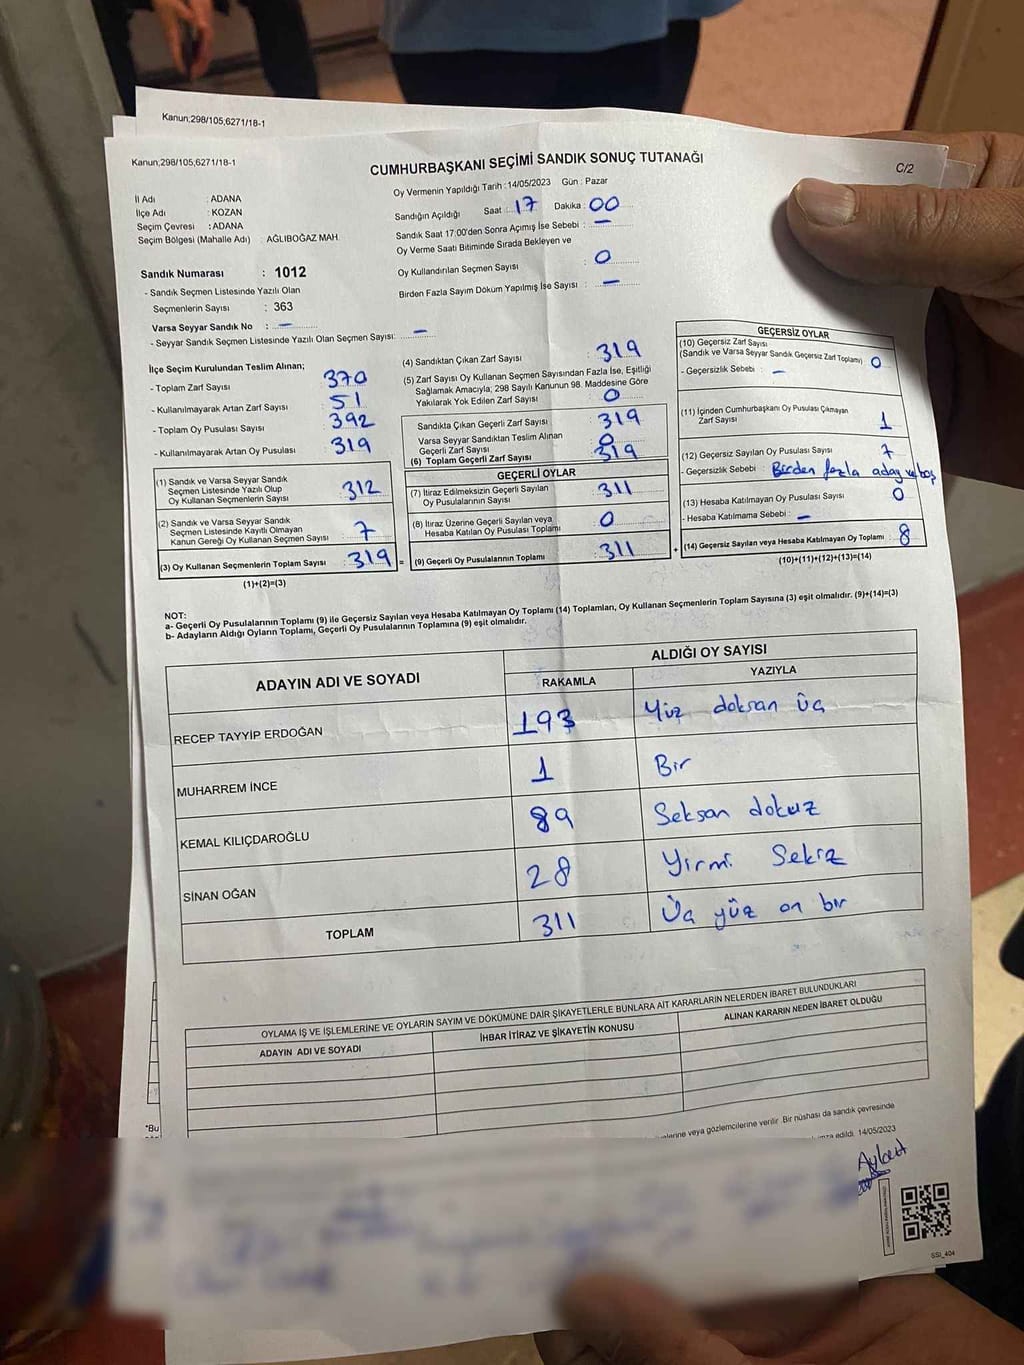 Kanun;298/105,6271/18-1
Kanun;298/105,6271/18-1
CUMHURBAŞKANI SEÇİMİ SANDIK SONUÇ TUTANAĞI
C/2
İl Adı : ADANA
İlçe Adı : KOZAN
Seçim Çevresi : ADANA
Seçim Bölgesi (Mahalle Adı) : AĞLIBOĞAZ MAH.
Sandık Numarası : 1012
- Sandık Seçmen Listesinde Yazılı Olan
Seçmenlerin Sayısı : 363
Varsa Seyyar Sandık No : –
- Seyyar Sandık Seçmen Listesinde Yazılı Olan Seçmen Sayısı: –
Oy Vermenin Yapıldığı Tarih : 14/05/2023 Gün : Pazar
Sandığın Açıldığı Saat : 17 Dakika : 00
Sandık Saat 17:00'den Sonra Açımış İse Sebebi : –
Oy Verme Saati Bitiminde Sırada Bekleyen ve
Oy Kullandırılan Seçmen Sayısı : 0
Birden Fazla Sayım Döküm Yapılmış İse Sayısı : –
İlçe Seçim Kurulundan Teslim Alınan;
- Toplam Zarf Sayısı : 370
- Kullanılmayarak Artan Zarf Sayısı : 51
- Toplam Oy Pusulası Sayısı : 392
- Kullanılmayarak Artan Oy Pusulası : 319
(1) Sandık ve Varsa Seyyar Sandık
Seçmen Listesinde Yazılı Olup
Oy Kullanan Seçmenlerin Sayısı : 312
(2) Sandık ve Varsa Seyyar Sandık
Seçmen Listesinde Kayıtlı Olmayan
Kanun Gereği Oy Kullanan Seçmen Sayısı : 7
(3) Oy Kullanan Seçmenlerin Toplam Sayısı : 319 =
(1)+(2)=(3)
(4) Sandıktan Çıkan Zarf Sayısı : 319
(5) Zarf Sayısı Oy Kullanan Seçmen Sayısından Fazla İse, Eşitliği
Sağlamak Amacıyla; 298 Sayılı Kanunun 98. Maddesine Göre
Yakılarak Yok Edilen Zarf Sayısı : 0
Sandıkta Çıkan Geçerli Zarf Sayısı : 319
Varsa Seyyar Sandıktan Teslim Alınan
Geçerli Zarf Sayısı : 0
(6) Toplam Geçerli Zarf Sayısı : 319
GEÇERLİ OYLAR
(7) İtiraz Edilmeksizin Geçerli Sayılan
Oy Pusulalarının Sayısı : 311
(8) İtiraz Üzerine Geçerli Sayılan veya
Hesaba Katılan Oy Pusulası Toplamı : 0
(9) Geçerli Oy Pusulalarının Toplamı : 311 +
GEÇERSİZ OYLAR
(10) Geçersiz Zarf Sayısı
(Sandık ve Varsa Seyyar Sandık Geçersiz Zarf Toplamı) : 0
- Geçersizlik Sebebi : –
(11) İçinden Cumhurbaşkanı Oy Pusulası Çıkmayan
Zarf Sayısı : 1
(12) Geçersiz Sayılan Oy Pusulası Sayısı : 7
- Geçersizlik Sebebi : Birden fazla aday ve boş
(13) Hesaba Katılmayan Oy Pusulası Sayısı : 0
- Hesaba Katılmama Sebebi : –
(14) Geçersiz Sayılan veya Hesaba Katılmayan Oy Toplamı : 8
(10)+(11)+(12)+(13)=(14)
NOT:
a- Geçerli Oy Pusulalarının Toplamı (9) ile Geçersiz Sayılan veya Hesaba Katılmayan Oy Toplamı (14) Toplamları, Oy Kullanan Seçmenlerin Toplam Sayısına (3) eşit olmalıdır. (9)+(14)=(3)
b- Adayların Aldığı Oyların Toplamı, Geçerli Oy Pusulalarının Toplamına (9) eşit olmalıdır.
ADAYIN ADI VE SOYADI
ALDIĞI OY SAYISI
RAKAMLA YAZIYLA
RECEP TAYYİP ERDOĞAN 193 Yüz doksan üç
MUHARREM İNCE 1 Bir
KEMAL KILIÇDAROĞLU 89 Seksan dokuz
SİNAN OĞAN 28 Yirmi Sekiz
TOPLAM 311 Üç yüz on bir
OYLAMA İŞ VE İŞLEMLERİNE VE OYLARIN SAYIM VE DÖKÜMÜNE DAİR ŞİKAYETLERLE BUNLARA AİT KARARLARIN NELERDEN İBARET BULUNDUKLARI
ADAYIN ADI VE SOYADI İHBAR İTİRAZ VE ŞİKAYETİN KONUSU ALINAN KARARIN NEDEN İBARET OLDUĞU
*Bu
veya gözlemcilerine verilir. Bir nüshası da sandık çevresinde
edildi. 14/05/2023
SSI_404